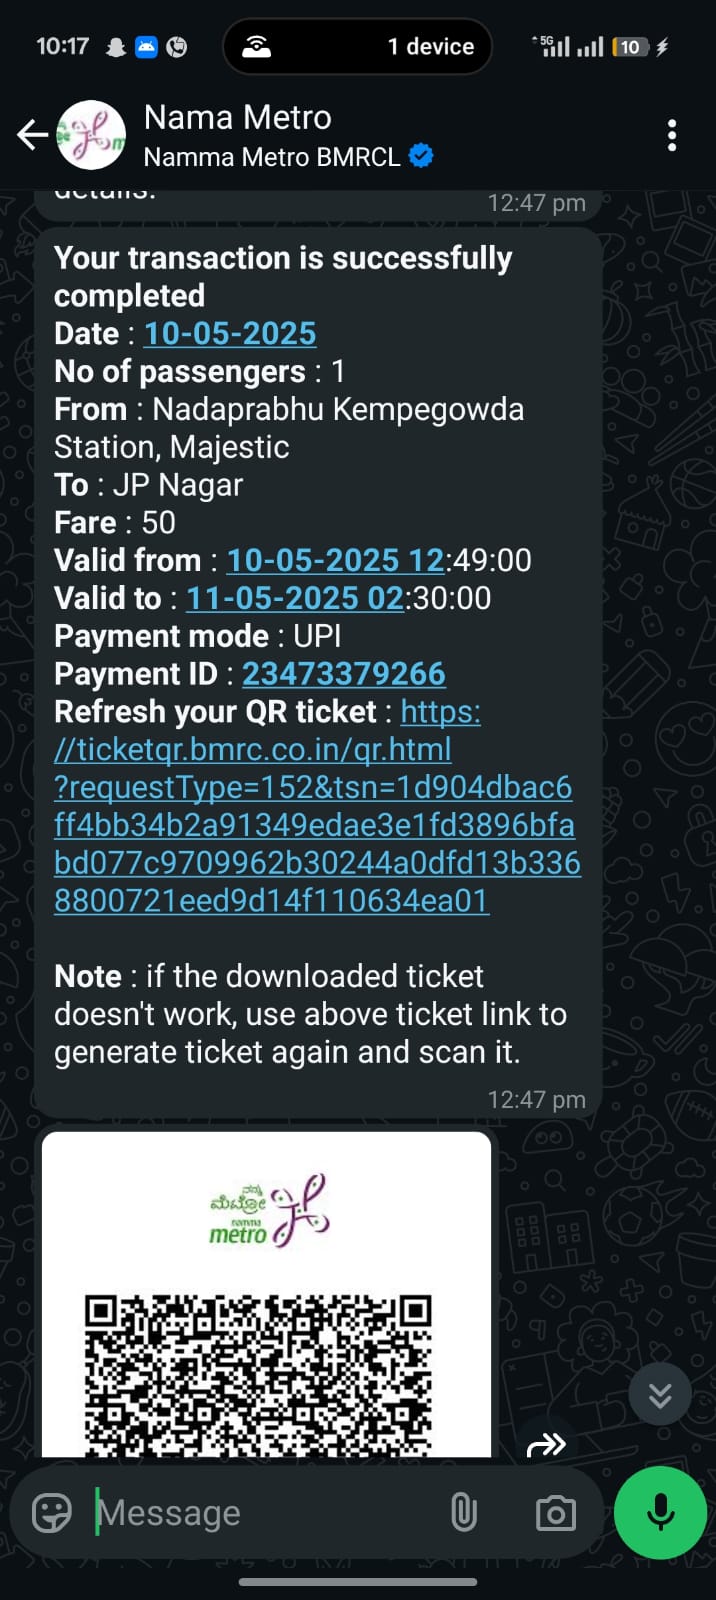 10:17
1 device
5G
10
Nama Metro
Namma Metro BMRCL
details.
12:47 pm
Your transaction is successfully
completed
Date : 10-05-2025
No of passengers : 1
From : Nadaprabhu Kempegowda
Station, Majestic
To : JP Nagar
Fare : 50
Valid from : 10-05-2025 12:49:00
Valid to : 11-05-2025 02:30:00
Payment mode : UPI
Payment ID : 23473379266
Refresh your QR ticket : https:
//ticketqr.bmrc.co.in/qr.html
?requestType=152&tsn=1d904dbac6
ff4bb34b2a91349edae3e1fd3896bfa
bd077c9709962b30244a0dfd13b336
8800721eed9d14f110634ea01
Note : if the downloaded ticket
doesn't work, use above ticket link to
generate ticket again and scan it.
12:47 pm
ನಮ್ಮ
ಮೆಟ್ರೋ
namma
metro
Message